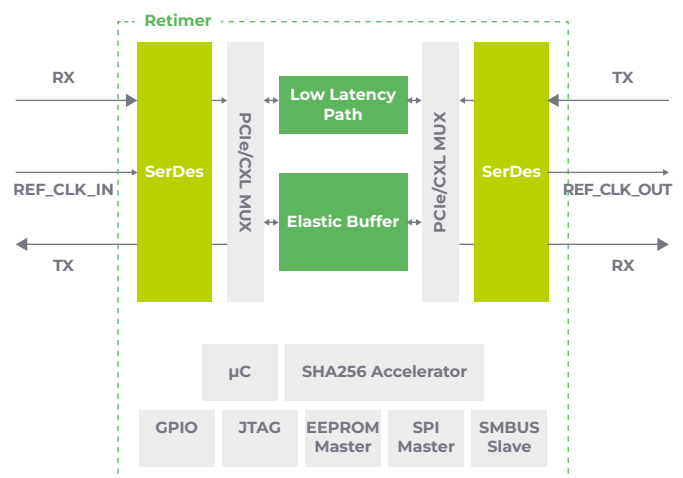 Retimer
RX
TX
Low Latency
Path
PCIe/CXL MUX
PCIe/CXL MUX
SerDes
SerDes
REF_CLK_IN
REF_CLK_OUT
Elastic Buffer
TX
RX
µC
SHA256 Accelerator
GPIO
JTAG
EEPROM
Master
SPI
Master
SMBUS
Slave